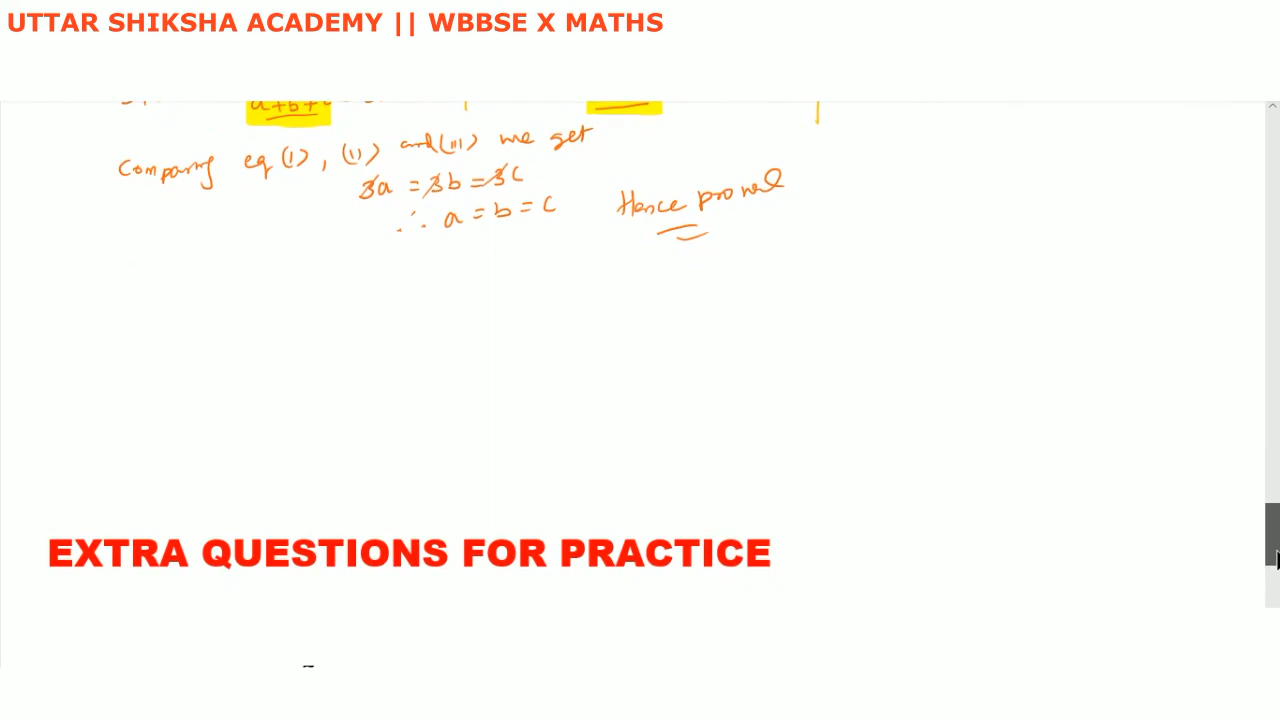 UTTAR SHIKSHA ACADEMY || WBBSE X MATHS
a+b+
Comparing eq (I), (II) and (III) we get
3a = 3b = 3c
∴ a = b = c Hence proved
EXTRA QUESTIONS FOR PRACTICE